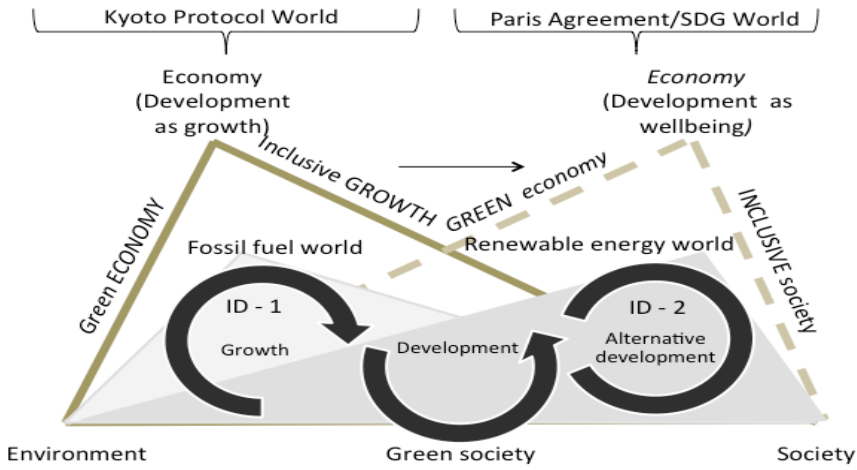 Kyoto Protocol World
Paris Agreement/SDG World
Economy
(Development
as growth)
Economy
(Development as
wellbeing)
Inclusive GROWTH
GREEN economy
Green ECONOMY
INCLUSIVE society
Fossil fuel world
Renewable energy world
ID - 1
Growth
Development
ID - 2
Alternative
development
Environment
Green society
Society